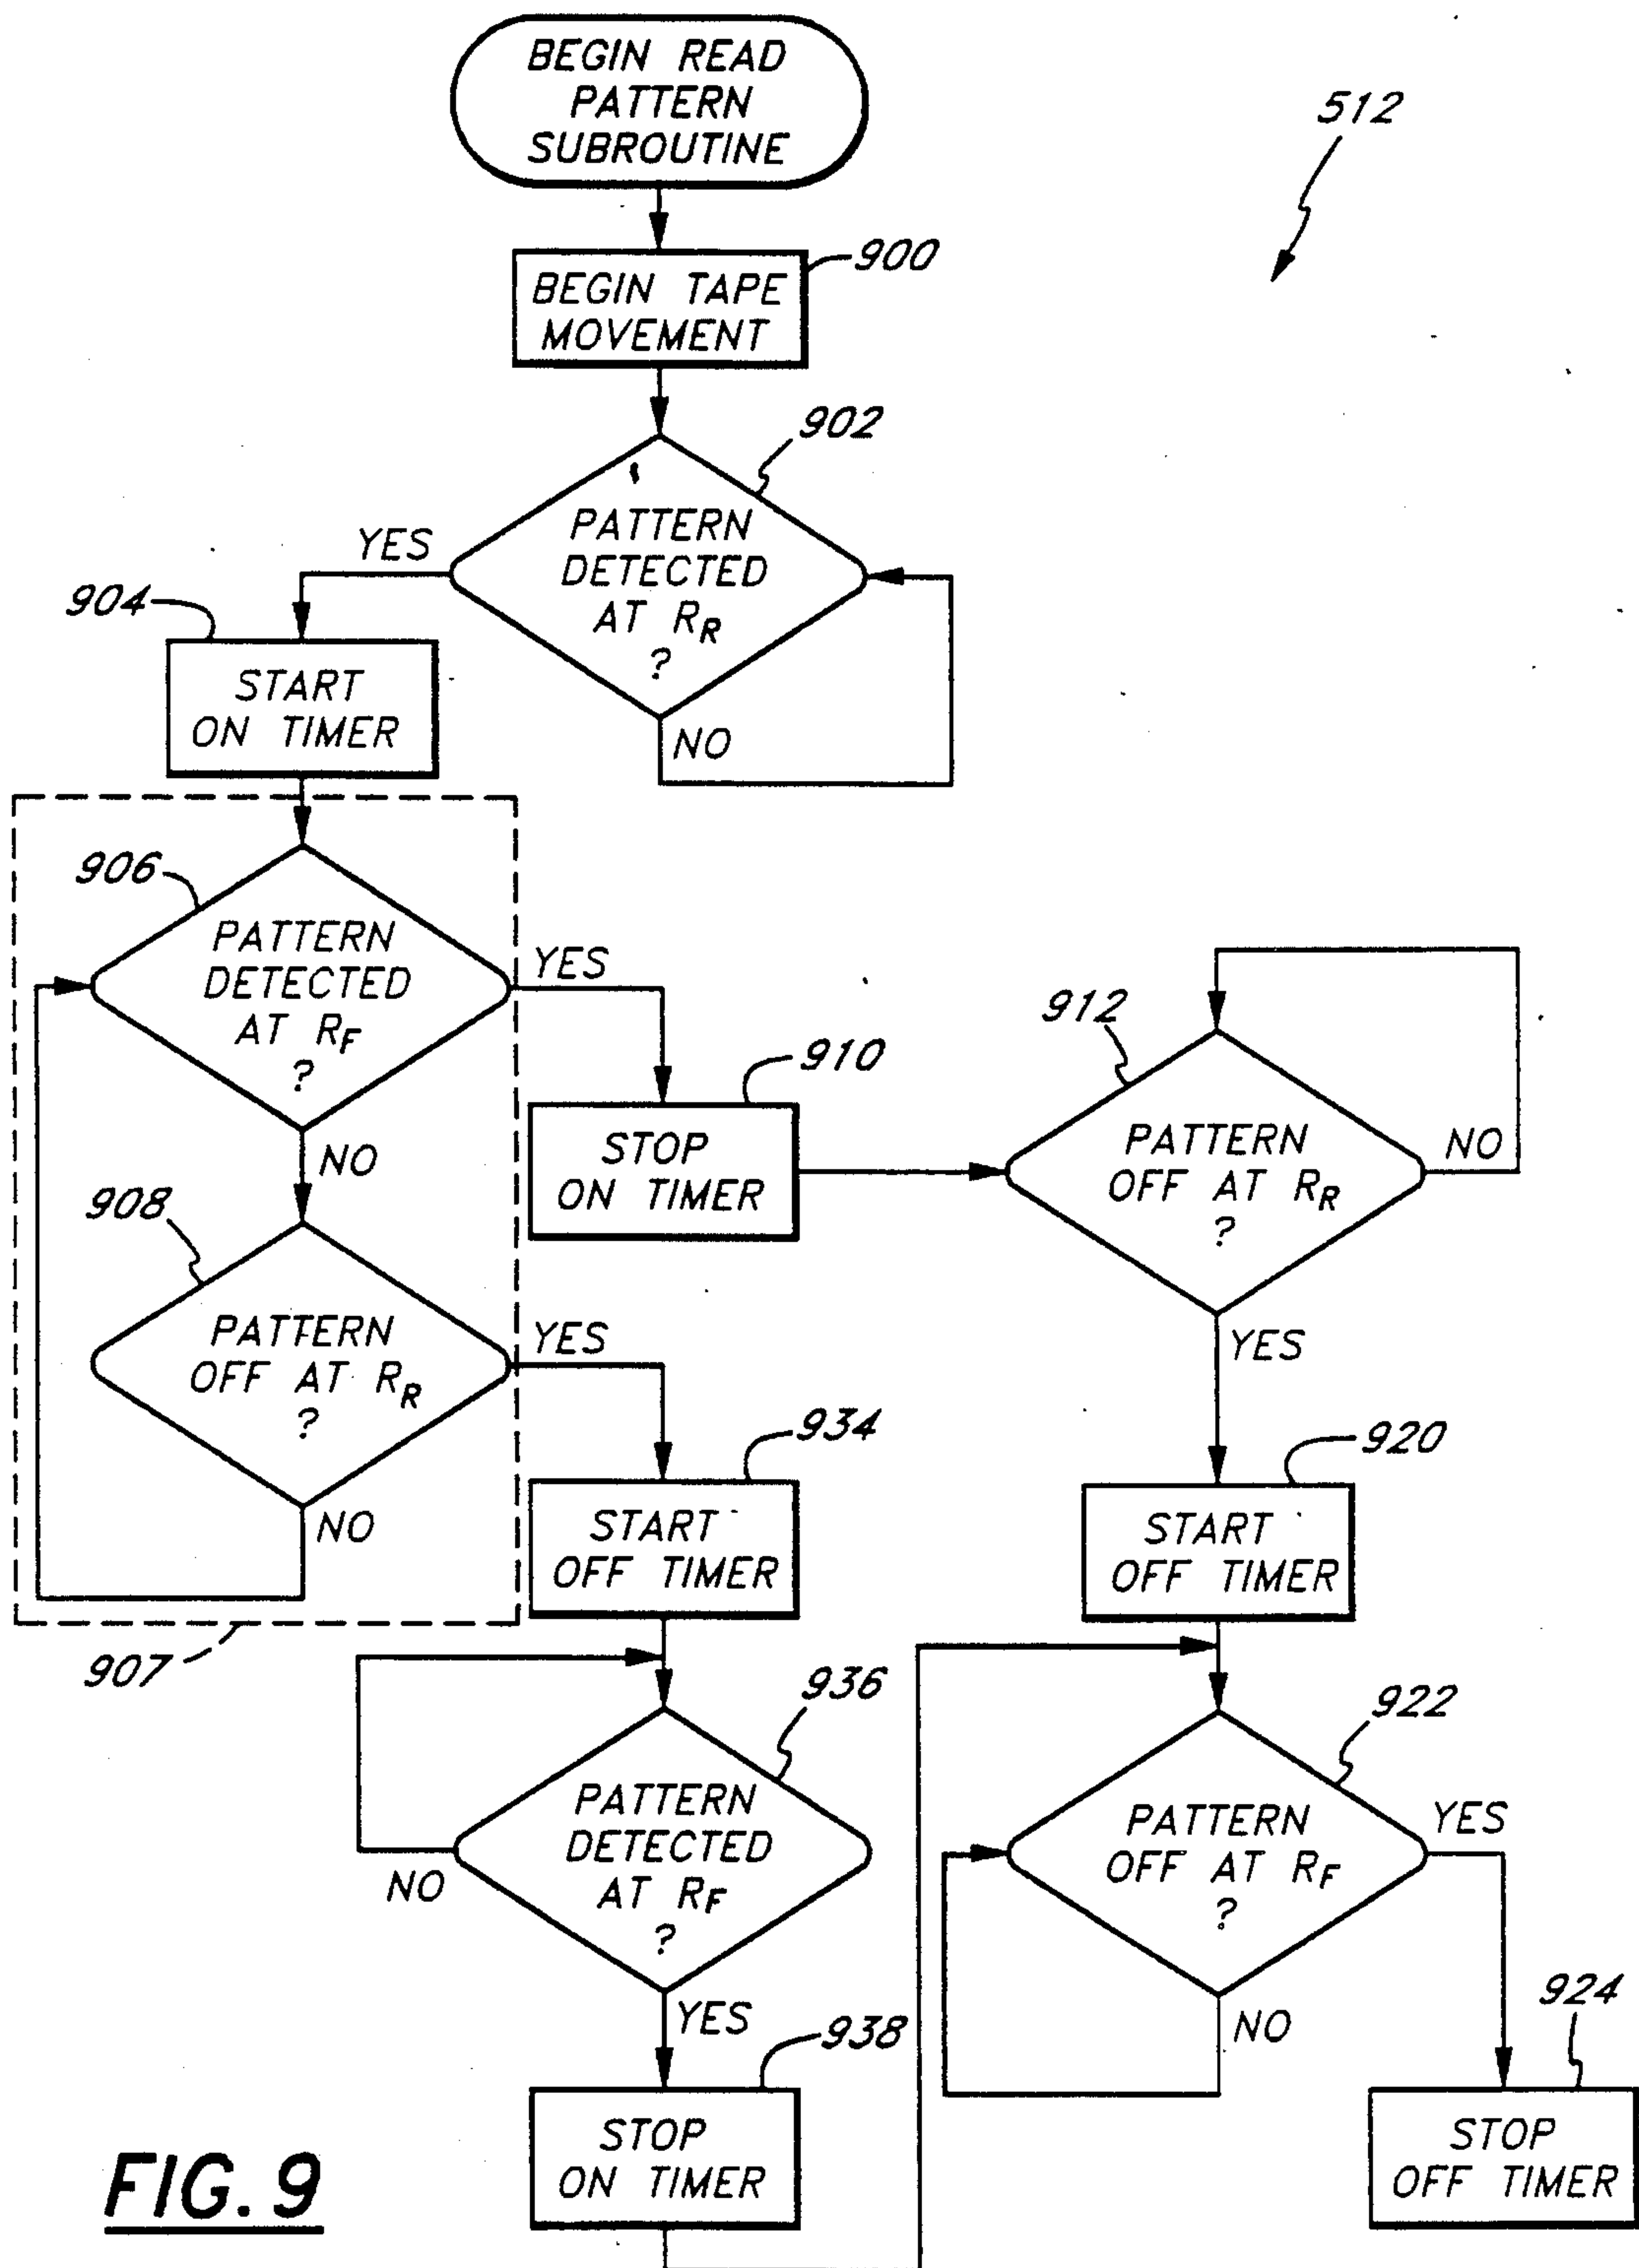 BEGIN READ
PATTERN
SUBROUTINE
512
900
BEGIN TAPE
MOVEMENT
902
PATTERN
DETECTED
AT RR
?
YES
NO
904
START
ON TIMER
906
PATTERN
DETECTED
AT RF
?
YES
NO
908
PATTERN
OFF AT RR
?
YES
NO
907
910
STOP
ON TIMER
912
PATTERN
OFF AT RR
?
NO
YES
934
START
OFF TIMER
920
START
OFF TIMER
936
PATTERN
DETECTED
AT RF
?
NO
YES
922
PATTERN
OFF AT RF
?
YES
NO
938
STOP
ON TIMER
924
STOP
OFF TIMER
FIG. 9